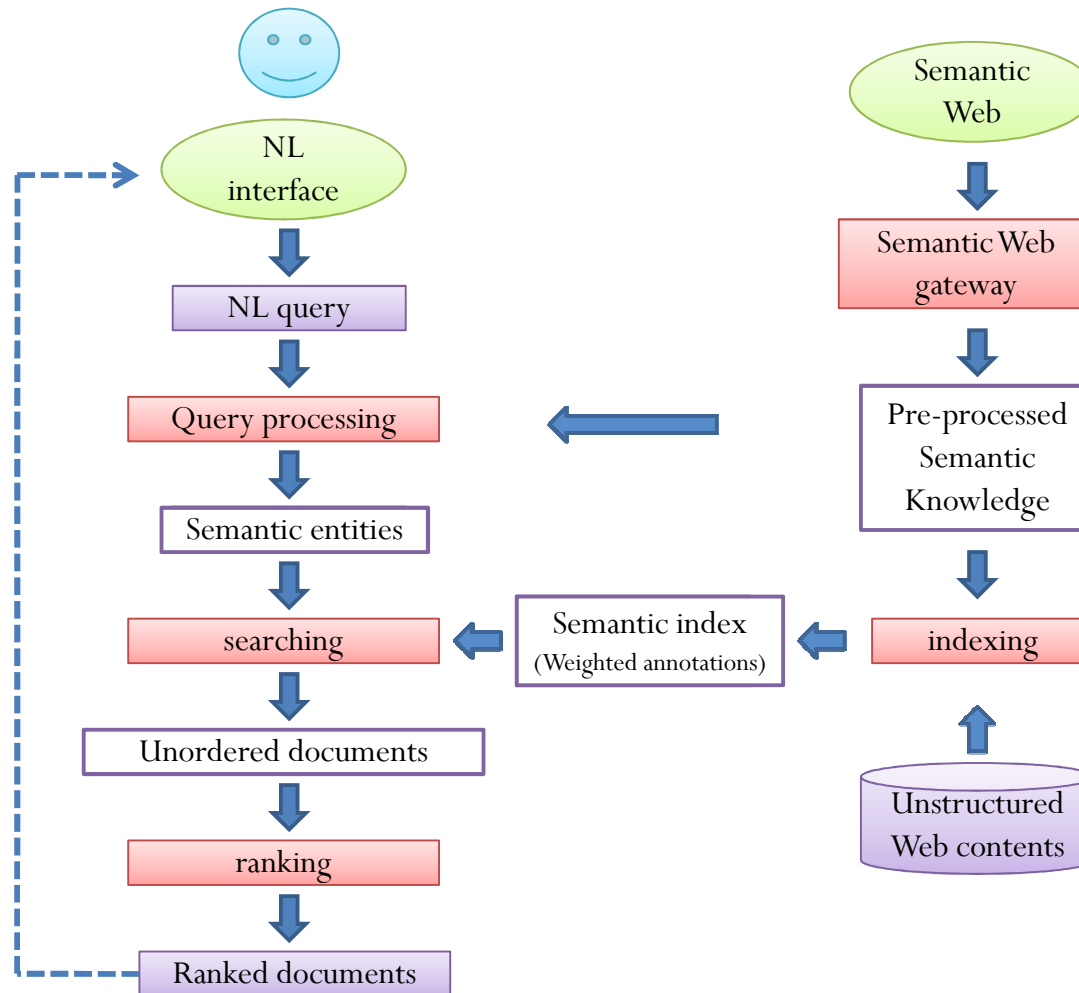 NL
interface
NL query
Query processing
Semantic entities
searching
Unordered documents
ranking
Ranked documents
Semantic index
(Weighted annotations)
Semantic
Web
Semantic Web
gateway
Pre-processed
Semantic
Knowledge
indexing
Unstructured
Web contents